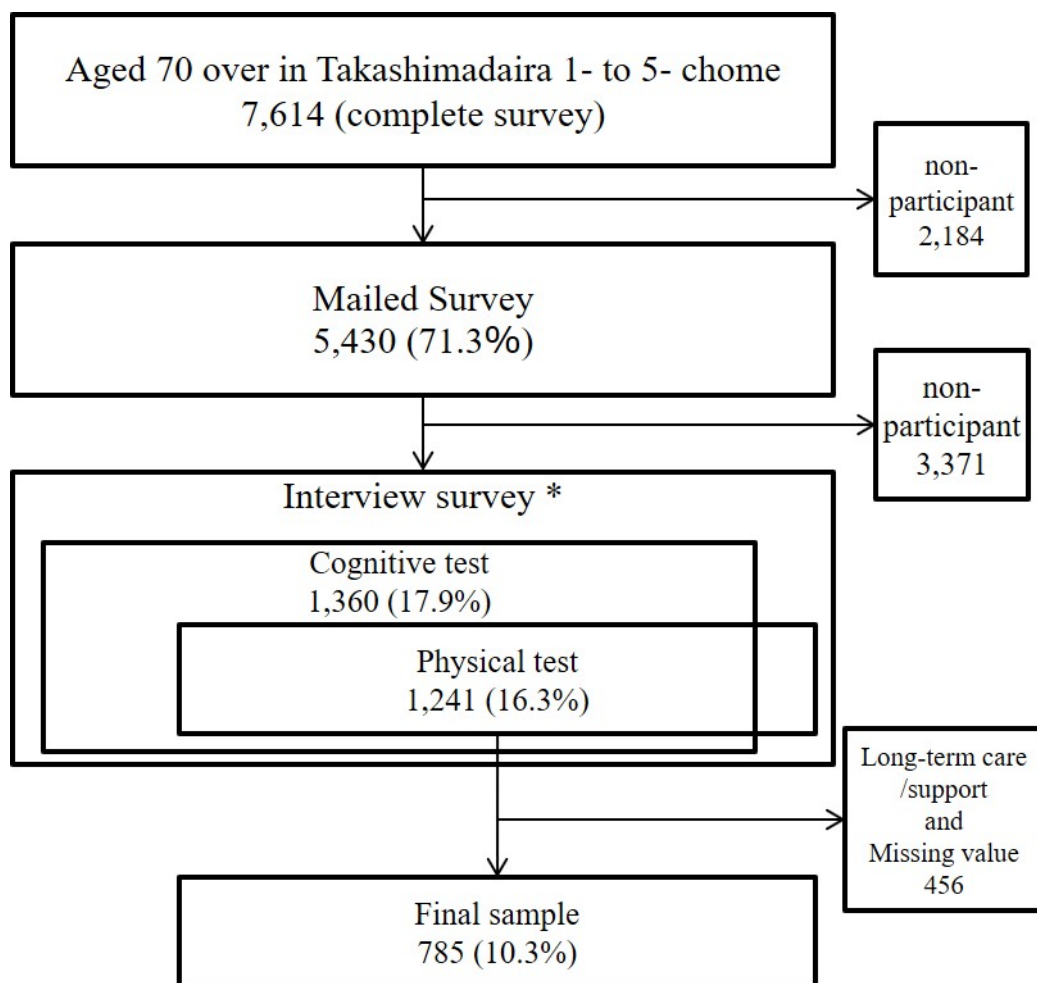 Aged 70 over in Takashimadaira 1- to 5- chome
7,614 (complete survey)
non-
participant
2,184
Mailed Survey
5,430 (71.3%)
non-
participant
3,371
Interview survey *
Cognitive test
1,360 (17.9%)
Physical test
1,241 (16.3%)
Long-term care
/support
and
Missing value
456
Final sample
785 (10.3%)